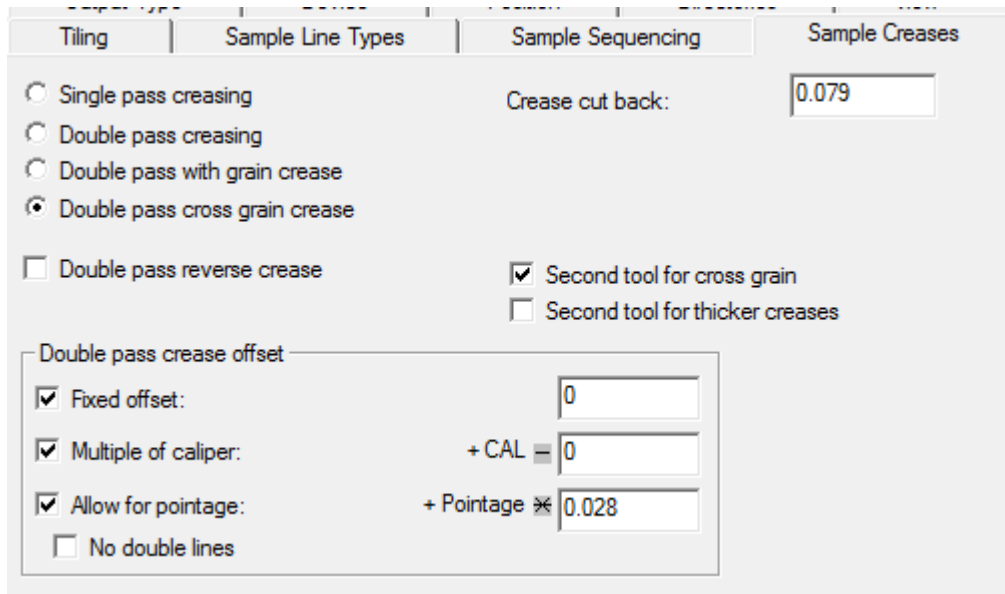 Tiling Sample Line Types Sample Sequencing Sample Creases
Single pass creasing
Crease cut back: 0.079
Double pass creasing
Double pass with grain crease
Double pass cross grain crease
Double pass reverse crease
Second tool for cross grain
Second tool for thicker creases
Double pass crease offset
Fixed offset: 0
Multiple of caliper: + CAL 0
Allow for pointage: + Pointage * 0.028
No double lines